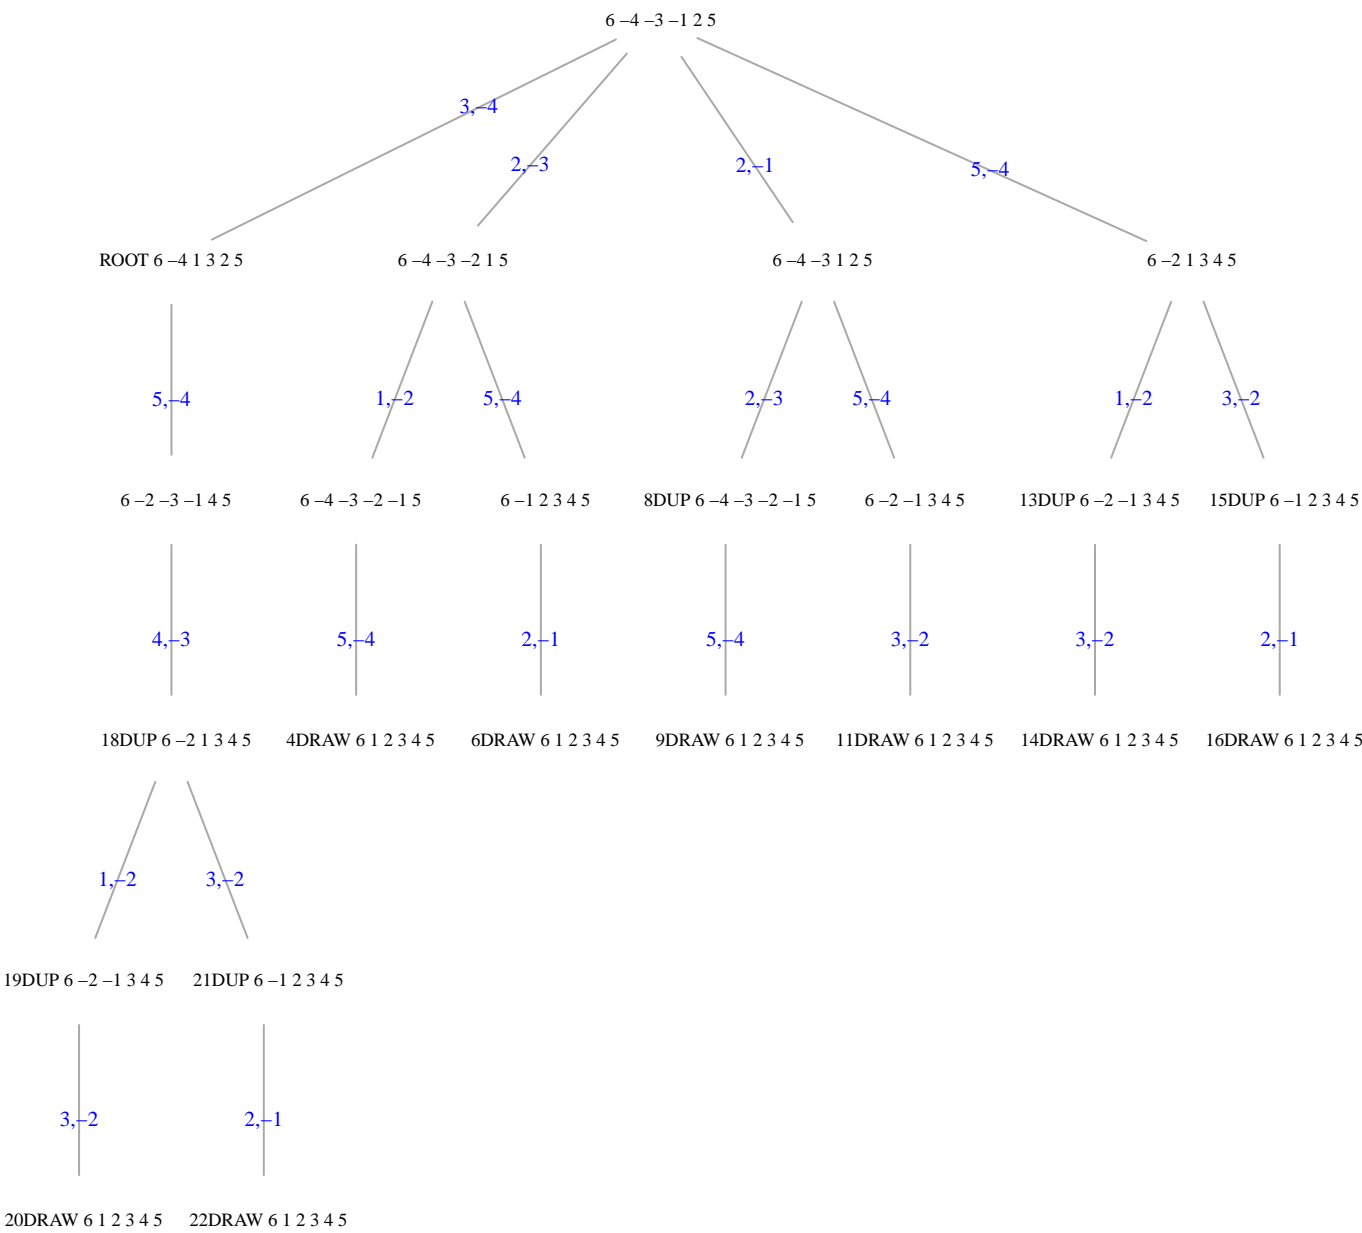 6 –4 –3 –1 2 5
3,–4
2,–3
2,–1
5,–4
ROOT 6 –4 1 3 2 5
6 –4 –3 –2 1 5
6 –4 –3 1 2 5
6 –2 1 3 4 5
5,–4
1,–2
5,–4
2,–3
5,–4
1,–2
3,–2
6 –2 –3 –1 4 5
6 –4 –3 –2 –1 5
6 –1 2 3 4 5
8DUP 6 –4 –3 –2 –1 5
6 –2 –1 3 4 5
13DUP 6 –2 –1 3 4 5
15DUP 6 –1 2 3 4 5
4,–3
5,–4
2,–1
5,–4
3,–2
3,–2
2,–1
18DUP 6 –2 1 3 4 5
4DRAW 6 1 2 3 4 5
6DRAW 6 1 2 3 4 5
9DRAW 6 1 2 3 4 5
11DRAW 6 1 2 3 4 5
14DRAW 6 1 2 3 4 5
16DRAW 6 1 2 3 4 5
1,–2
3,–2
19DUP 6 –2 –1 3 4 5
21DUP 6 –1 2 3 4 5
3,–2
2,–1
20DRAW 6 1 2 3 4 5
22DRAW 6 1 2 3 4 5